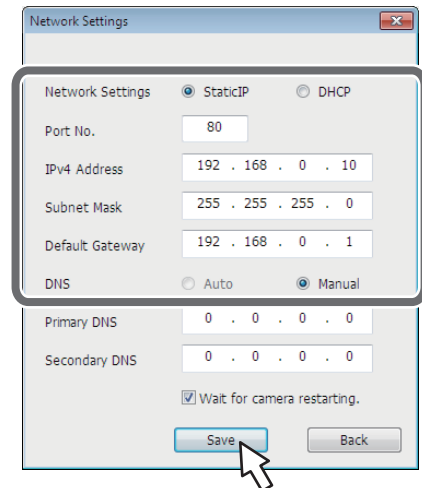 Network Settings
Network Settings StaticIP DHCP
Port No. 80
IPv4 Address 192 . 168 . 0 . 10
Subnet Mask 255 . 255 . 255 . 0
Default Gateway 192 . 168 . 0 . 1
DNS Auto Manual
Primary DNS 0 . 0 . 0 . 0
Secondary DNS 0 . 0 . 0 . 0
Wait for camera restarting.
Save Back